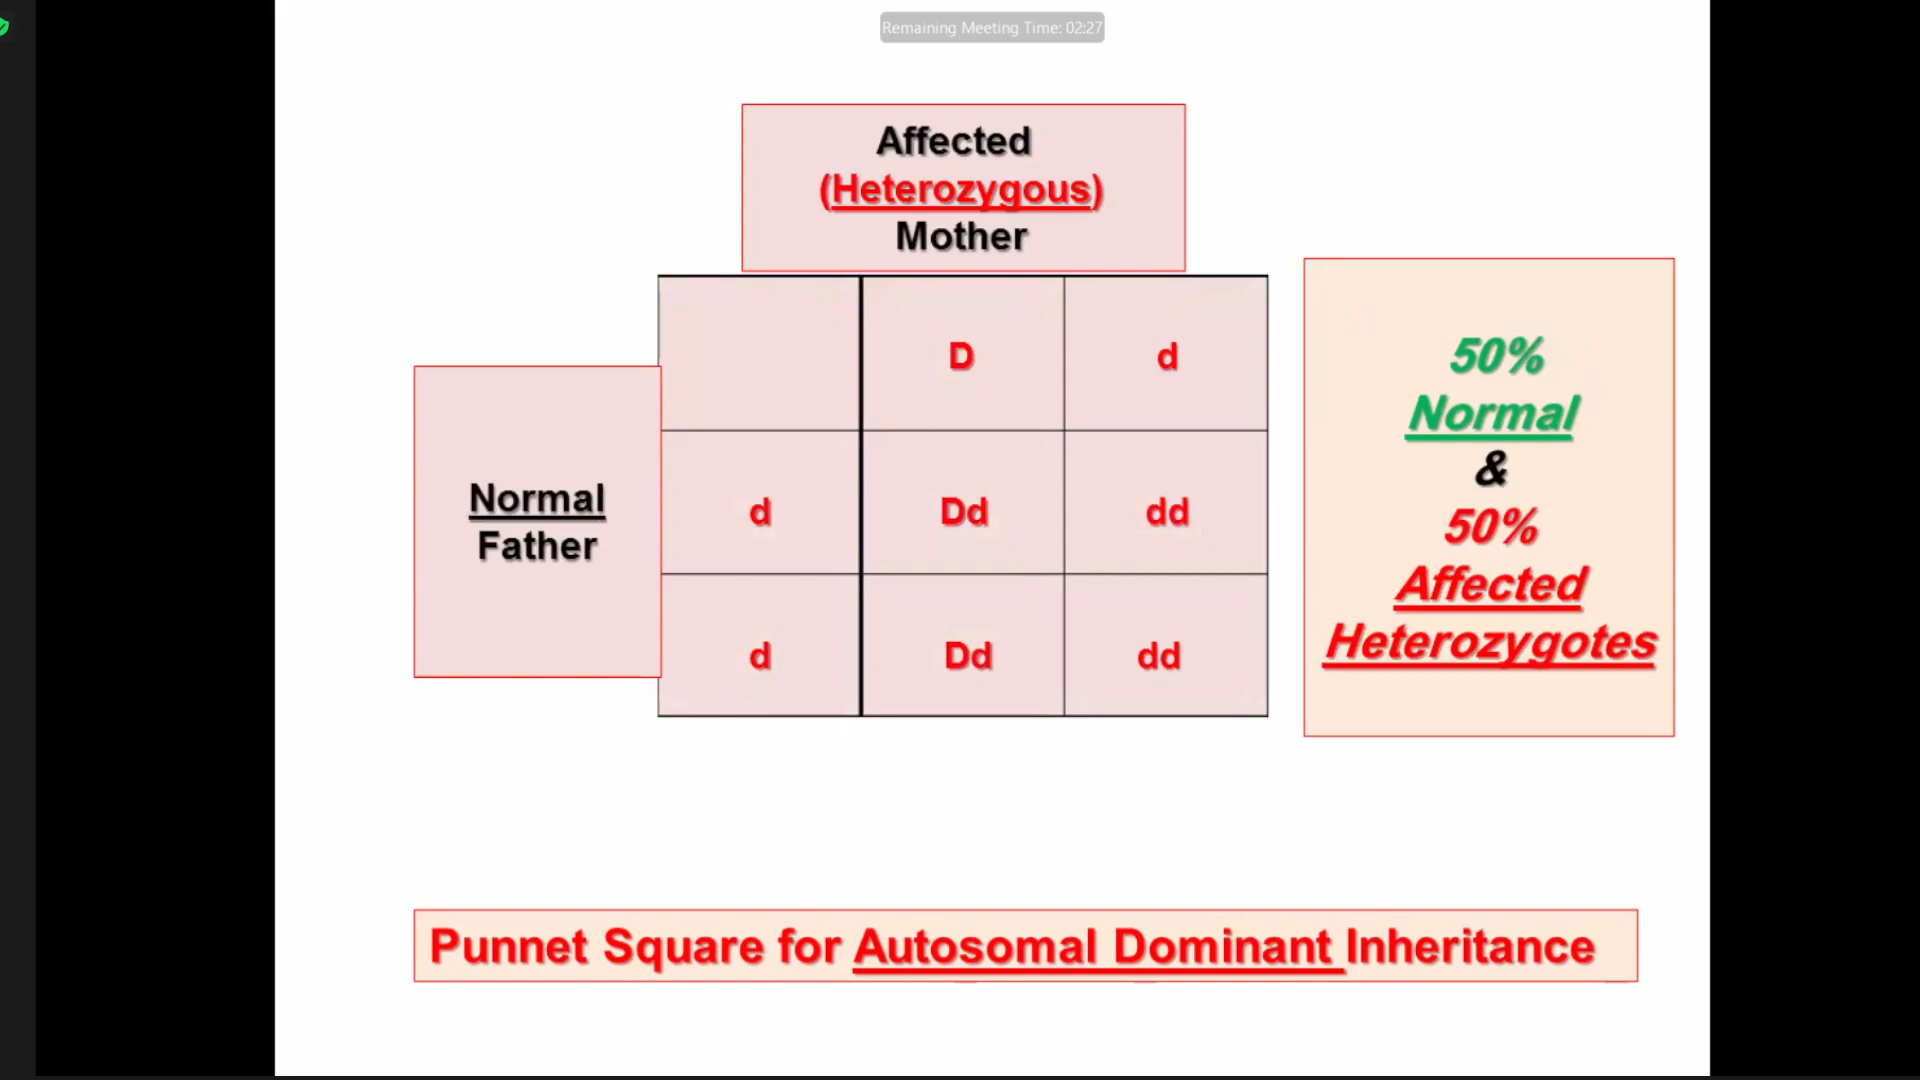 Remaining Meeting Time: 02:27
Affected
(Heterozygous)
Mother
D d
Normal
Father
d Dd dd
d Dd dd
50%
Normal
&
50%
Affected
Heterozygotes
Punnet Square for Autosomal Dominant Inheritance